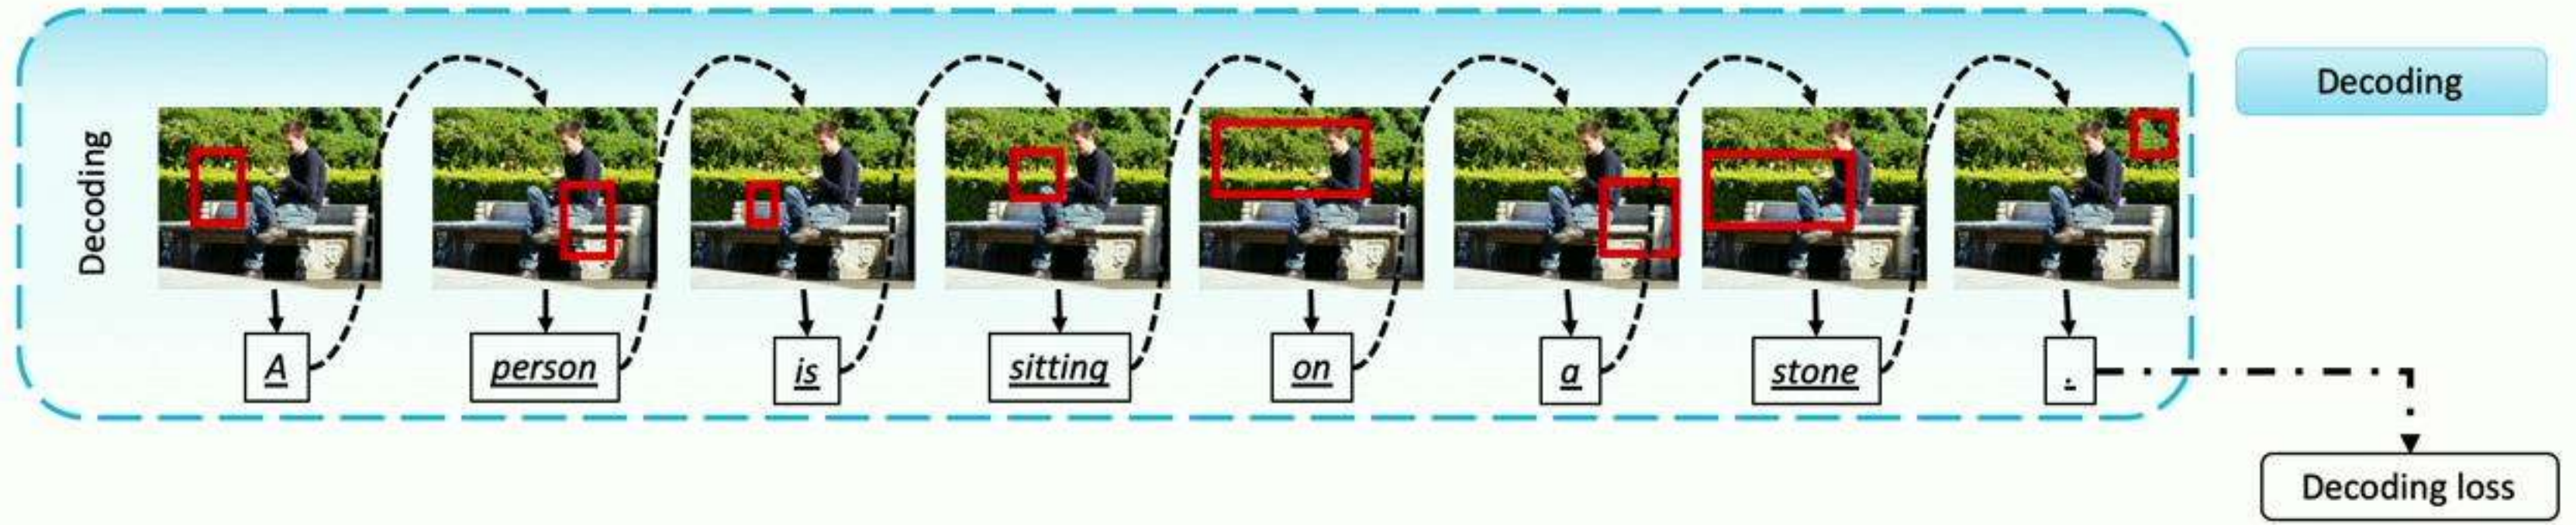 Decoding
Decoding
A person is sitting on a stone .
Decoding loss